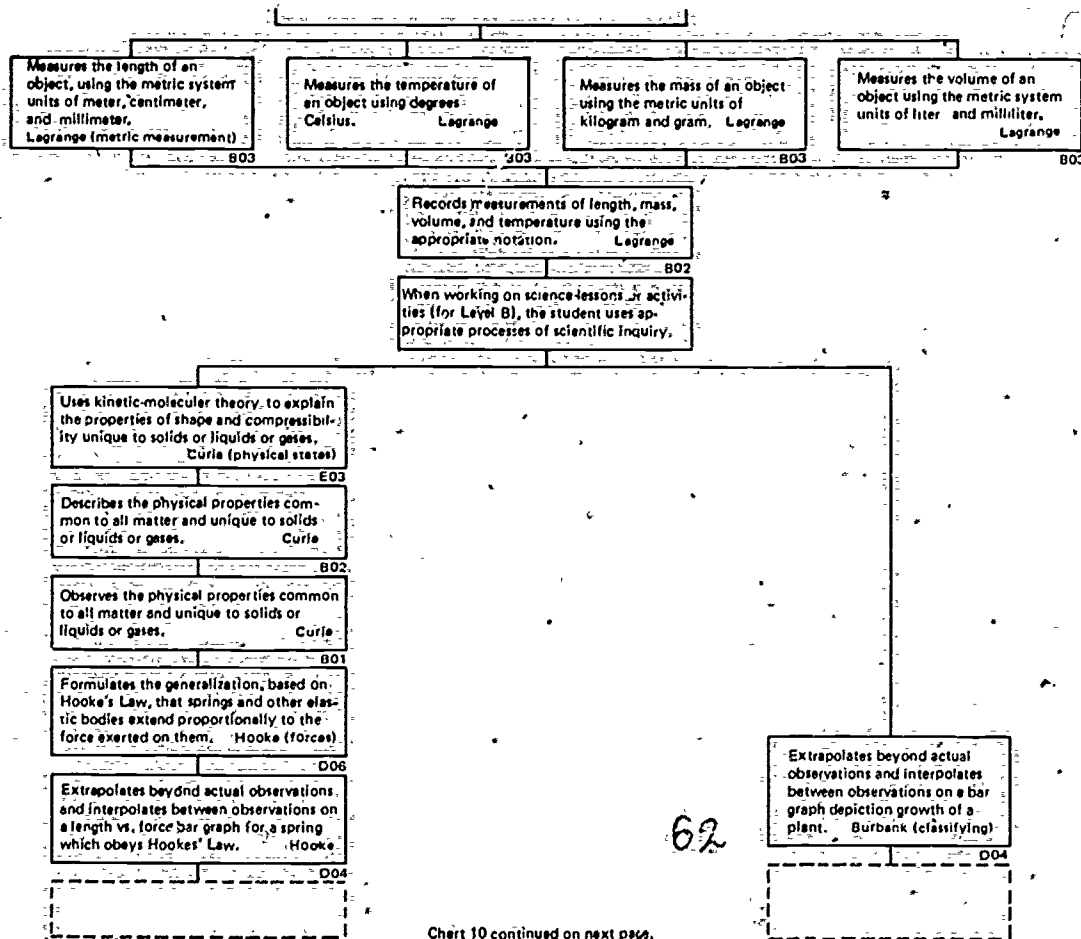 Measures the length of an
object, using the metric system
units of meter, centimeter,
and millimeter.
Lagrange (metric measurement)
B03
Measures the temperature of
an object using degrees
Celsius. Lagrange
B03
Measures the mass of an object
using the metric units of
kilogram and gram. Lagrange
B03
Measures the volume of an
object using the metric system
units of liter and milliliter.
Lagrange
B03
Records measurements of length, mass,
volume, and temperature using the
appropriate notation. Lagrange
B02
When working on science lessons or activi-
ties (for Level B), the student uses ap-
propriate processes of scientific inquiry.
Uses kinetic-molecular theory to explain
the properties of shape and compressibil-
ity unique to solids or liquids or gases.
Curie (physical states)
E03
Describes the physical properties com-
mon to all matter and unique to solids
or liquids or gases. Curie
B02
Observes the physical properties common
to all matter and unique to solids or
liquids or gases. Curie
B01
Formulates the generalization, based on
Hooke's Law, that springs and other elas-
tic bodies extend proportionally to the
force exerted on them. Hooke (forces)
D06
Extrapolates beyond actual observations
and interpolates between observations on
a length vs. force bar graph for a spring
which obeys Hookes' Law. Hooke
D04
Extrapolates beyond actual
observations and interpolates
between observations on a bar
graph depiction growth of a
plant. Burbank (classifying)
D04
62
Chart 10 continued on next page.